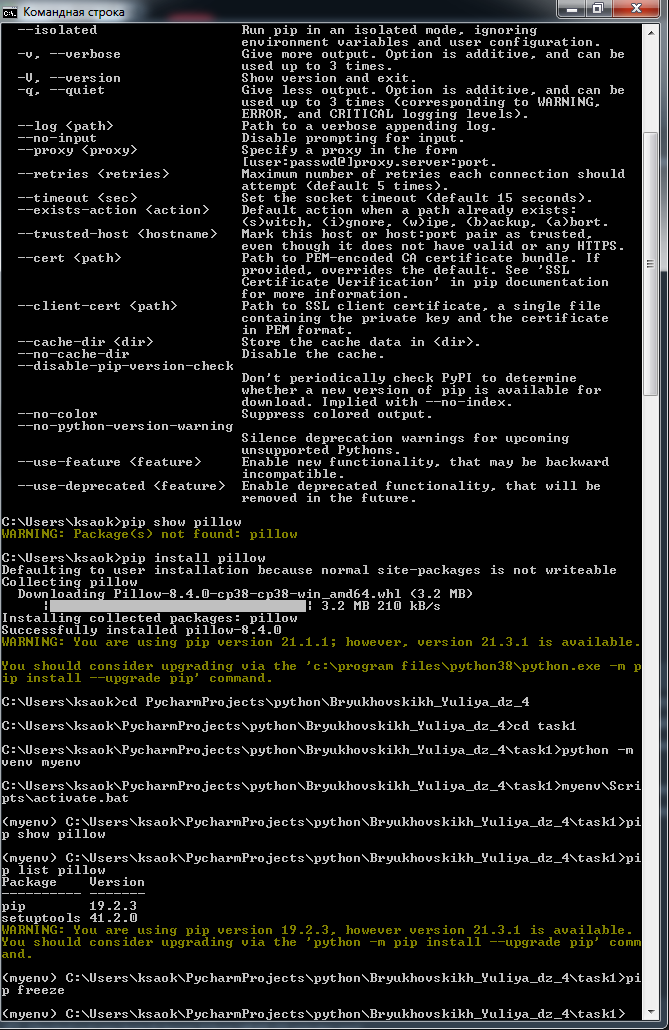 Командная строка
--isolated Run pip in an isolated mode, ignoring
environment variables and user configuration.
-v, --verbose Give more output. Option is additive, and can be
used up to 3 times.
-V, --version Show version and exit.
-q, --quiet Give less output. Option is additive, and can be
used up to 3 times (corresponding to WARNING,
ERROR, and CRITICAL logging levels).
--log <path> Path to a verbose appending log.
--no-input Disable prompting for input.
--proxy <proxy> Specify a proxy in the form
[user:passwd@]proxy.server:port.
--retries <retries> Maximum number of retries each connection should
attempt (default 5 times).
--timeout <sec> Set the socket timeout (default 15 seconds).
--exists-action <action> Default action when a path already exists:
(s)witch, (i)gnore, (w)ipe, (b)ackup, (a)bort.
--trusted-host <hostname> Mark this host or host:port pair as trusted,
even though it does not have valid or any HTTPS.
--cert <path> Path to PEM-encoded CA certificate bundle. If
provided, overrides the default. See 'SSL
Certificate Verification' in pip documentation
for more information.
--client-cert <path> Path to SSL client certificate, a single file
containing the private key and the certificate
in PEM format.
--cache-dir <dir> Store the cache data in <dir>.
--no-cache-dir Disable the cache.
--disable-pip-version-check
Don't periodically check PyPI to determine
whether a new version of pip is available for
download. Implied with --no-index.
--no-color Suppress colored output.
--no-python-version-warning
Silence deprecation warnings for upcoming
unsupported Pythons.
--use-feature <feature> Enable new functionality, that may be backward
incompatible.
--use-deprecated <feature> Enable deprecated functionality, that will be
removed in the future.
C:\Users\ksaok>pip show pillow
WARNING: Package(s) not found: pillow
C:\Users\ksaok>pip install pillow
Defaulting to user installation because normal site-packages is not writeable
Collecting pillow
Downloading Pillow-8.4.0-cp38-cp38-win_amd64.whl (3.2 MB)
| | 3.2 MB 210 kB/s
Installing collected packages: pillow
Successfully installed pillow-8.4.0
WARNING: You are using pip version 21.1.1; however, version 21.3.1 is available.
You should consider upgrading via the 'c:\program files\python38\python.exe -m p
ip install --upgrade pip' command.
C:\Users\ksaok>cd PycharmProjects\python\Bryukhovskikh_Yuliya_dz_4
C:\Users\ksaok\PycharmProjects\python\Bryukhovskikh_Yuliya_dz_4>cd task1
C:\Users\ksaok\PycharmProjects\python\Bryukhovskikh_Yuliya_dz_4\task1>python -m
venv myenv
C:\Users\ksaok\PycharmProjects\python\Bryukhovskikh_Yuliya_dz_4\task1>myenv\Scri
pts\activate.bat
(myenv) C:\Users\ksaok\PycharmProjects\python\Bryukhovskikh_Yuliya_dz_4\task1>pi
p show pillow
(myenv) C:\Users\ksaok\PycharmProjects\python\Bryukhovskikh_Yuliya_dz_4\task1>pi
p list pillow
Package Version
---------- -------
pip 19.2.3
setuptools 41.2.0
WARNING: You are using pip version 19.2.3, however version 21.3.1 is available.
You should consider upgrading via the 'python -m pip install --upgrade pip' comm
and.
(myenv) C:\Users\ksaok\PycharmProjects\python\Bryukhovskikh_Yuliya_dz_4\task1>pi
p freeze
(myenv) C:\Users\ksaok\PycharmProjects\python\Bryukhovskikh_Yuliya_dz_4\task1>